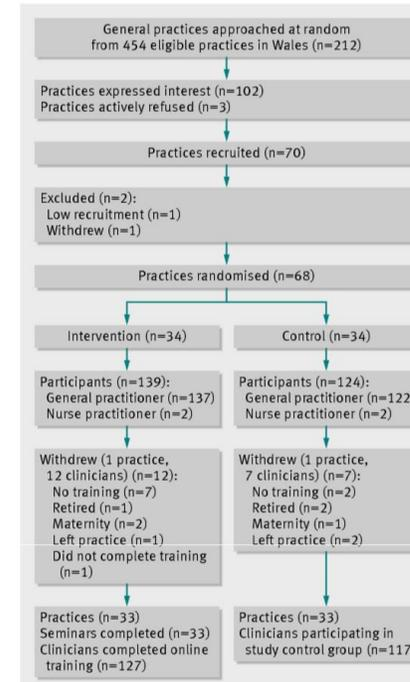 General practices approached at random
from 454 eligible practices in Wales (n=212)
Practices expressed interest (n=102)
Practices actively refused (n=3)
Practices recruited (n=70)
Excluded (n=2):
Low recruitment (n=1)
Withdrew (n=1)
Practices randomised (n=68)
Intervention (n=34)
Control (n=34)
Participants (n=139):
General practitioner (n=137)
Nurse practitioner (n=2)
Participants (n=124):
General practitioner (n=122
Nurse practitioner (n=2)
Withdrew (1 practice,
12 clinicians) (n=12):
No training (n=7)
Retired (n=1)
Maternity (n=2)
Left practice (n=1)
Did not complete training
(n=1)
Withdrew (1 practice,
7 clinicians) (n=7):
No training (n=2)
Retired (n=2)
Maternity (n=1)
Left practice (n=2)
Practices (n=33)
Seminars completed (n=33)
Clinicians completed online
training (n=127)
Practices (n=33)
Clinicians participating in
study control group (n=117